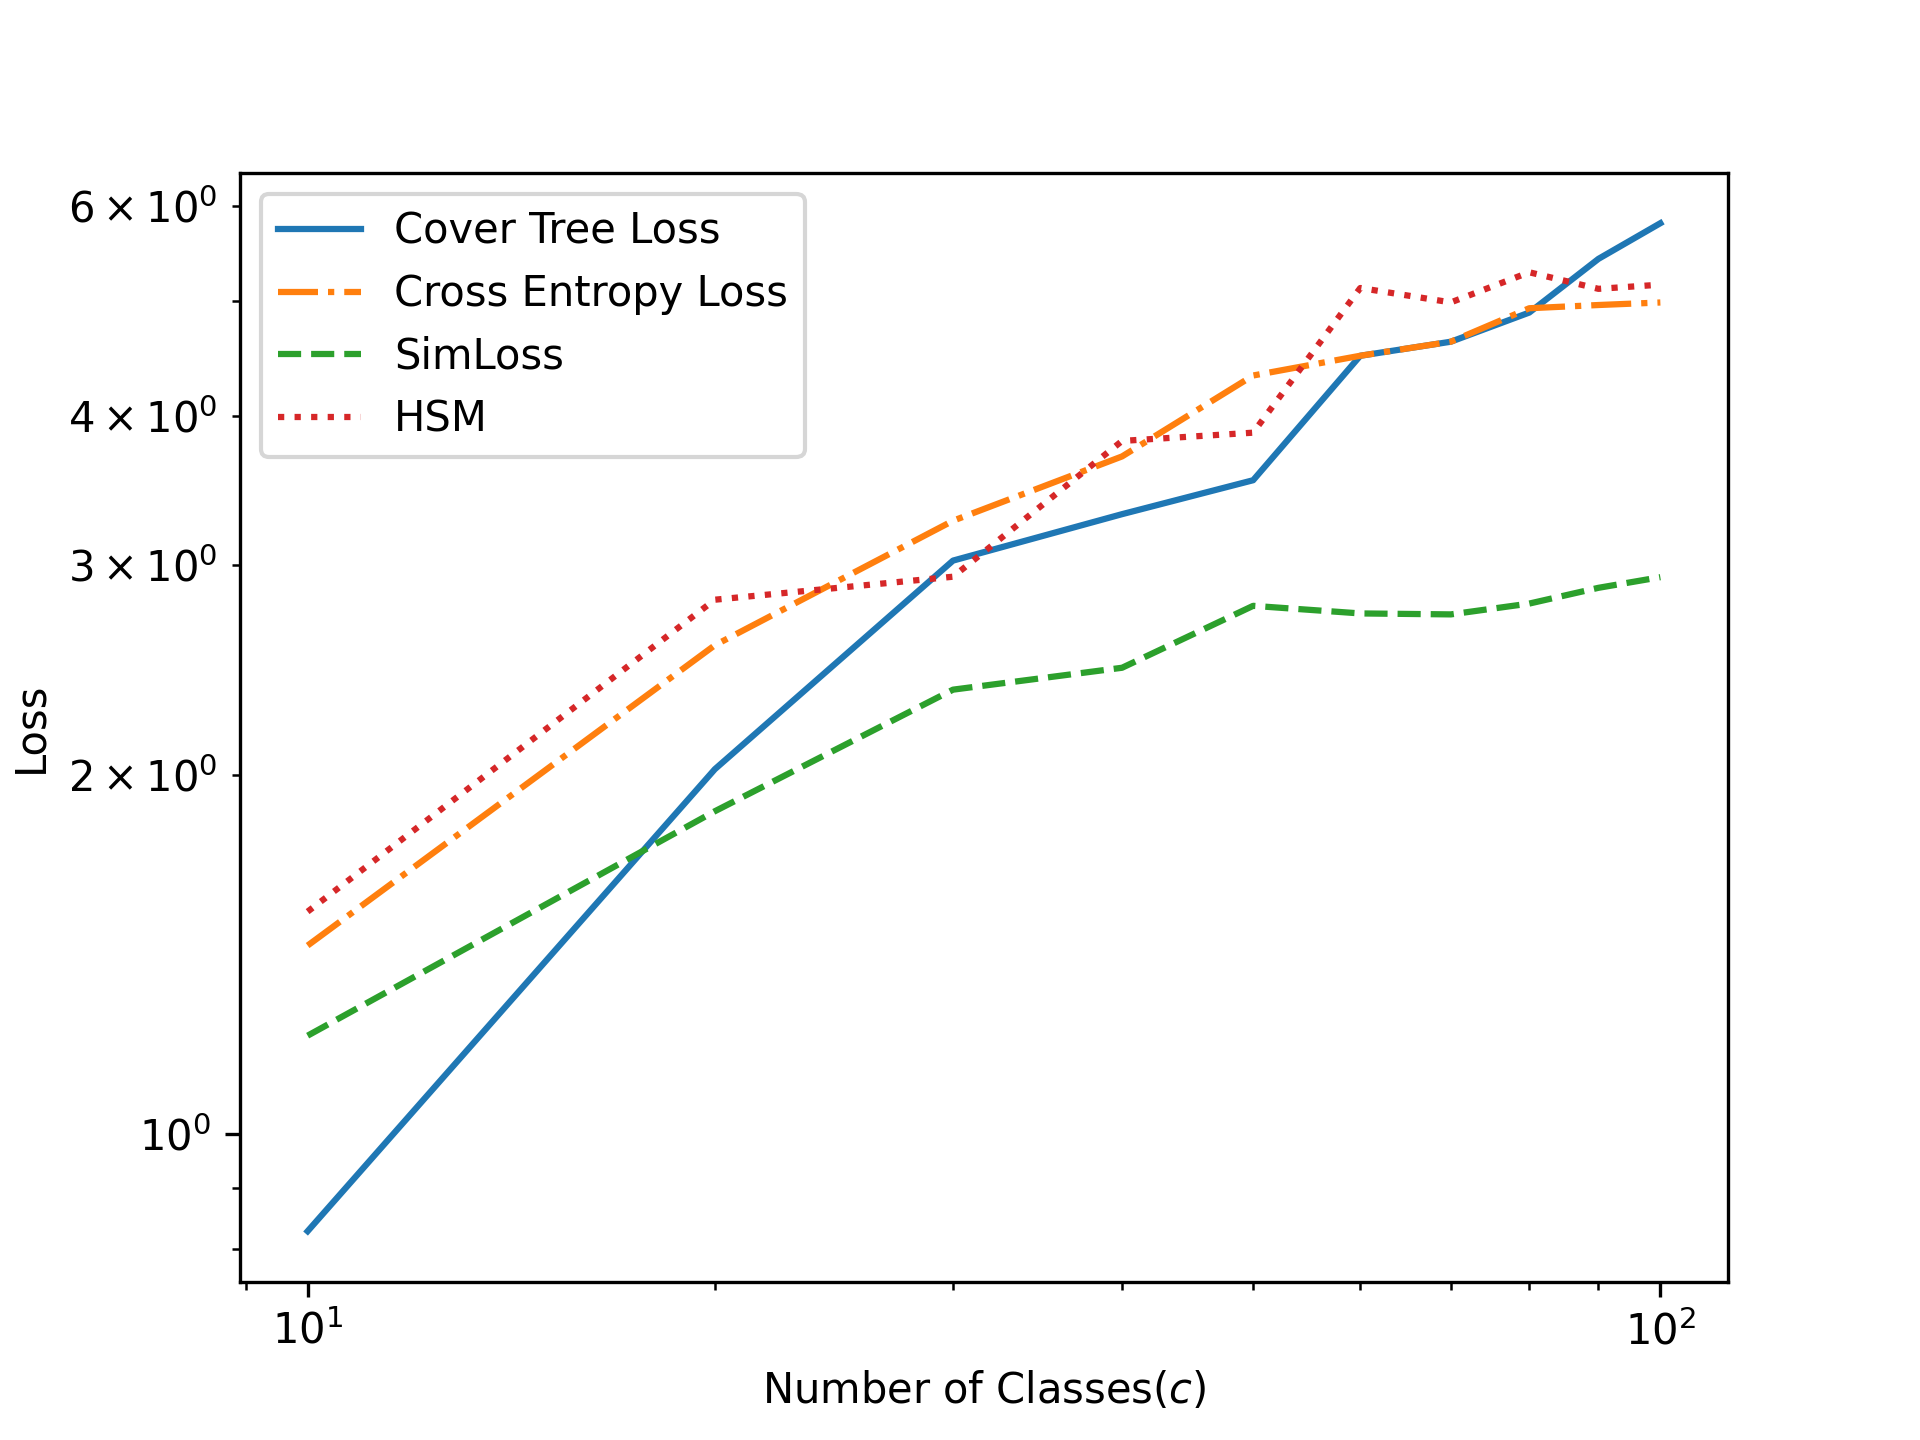 6 × 10⁰
4 × 10⁰
3 × 10⁰
2 × 10⁰
10⁰
Loss
Cover Tree Loss
Cross Entropy Loss
SimLoss
HSM
10¹ 10²
Number of Classes(c)